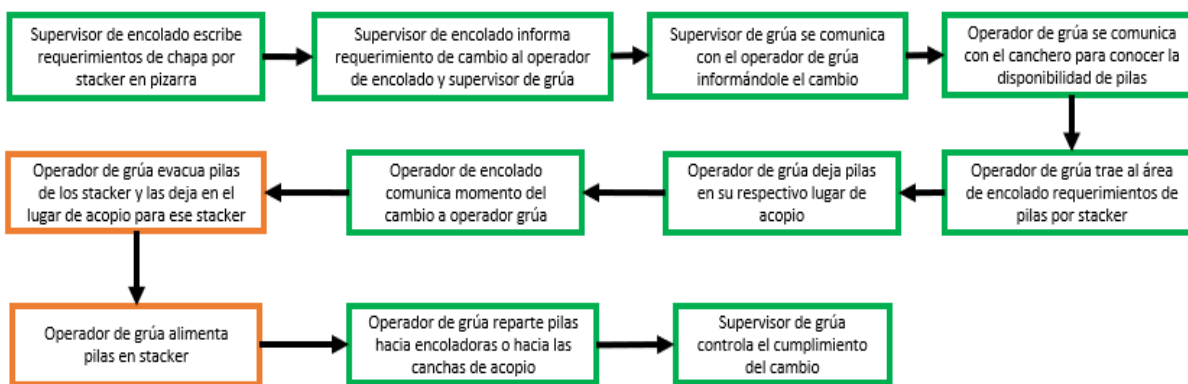 Supervisor de encolado escribe
requerimientos de chapa por
stacker en pizarra
Supervisor de encolado informa
requerimiento de cambio al operador
de encolado y supervisor de grúa
Supervisor de grúa se comunica
con el operador de grúa
informándole el cambio
Operador de grúa se comunica
con el canchero para conocer la
disponibilidad de pilas
Operador de grúa trae al área
de encolado requerimientos de
pilas por stacker
Operador de grúa deja pilas
en su respectivo lugar de
acopio
Operador de encolado
comunica momento del
cambio a operador grúa
Operador de grúa evacua pilas
de los stacker y las deja en el
lugar de acopio para ese stacker
Operador de grúa alimenta
pilas en stacker
Operador de grúa reparte pilas
hacia encoladoras o hacia las
canchas de acopio
Supervisor de grúa
controla el cumplimiento
del cambio